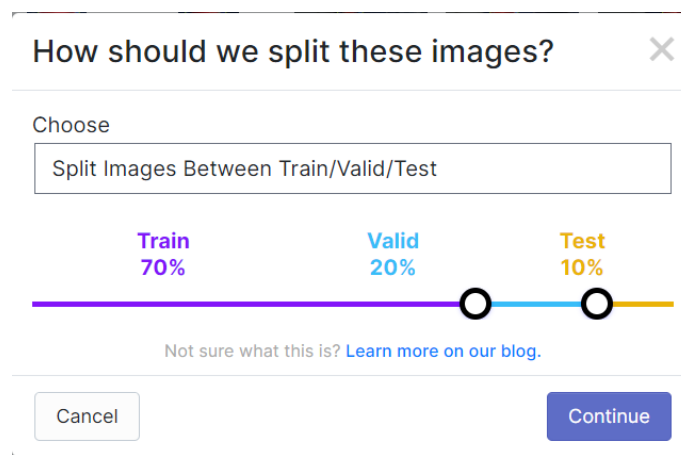 How should we split these images?
Choose
Split Images Between Train/Valid/Test
Train Valid Test
70% 20% 10%
Not sure what this is? Learn more on our blog.
Cancel Continue